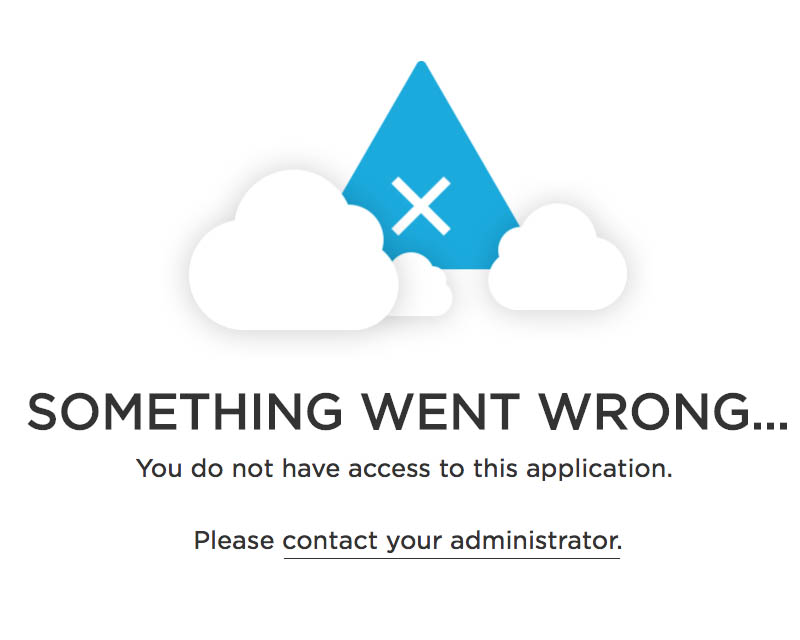 SOMETHING WENT WRONG...
You do not have access to this application.
Please contact your administrator.